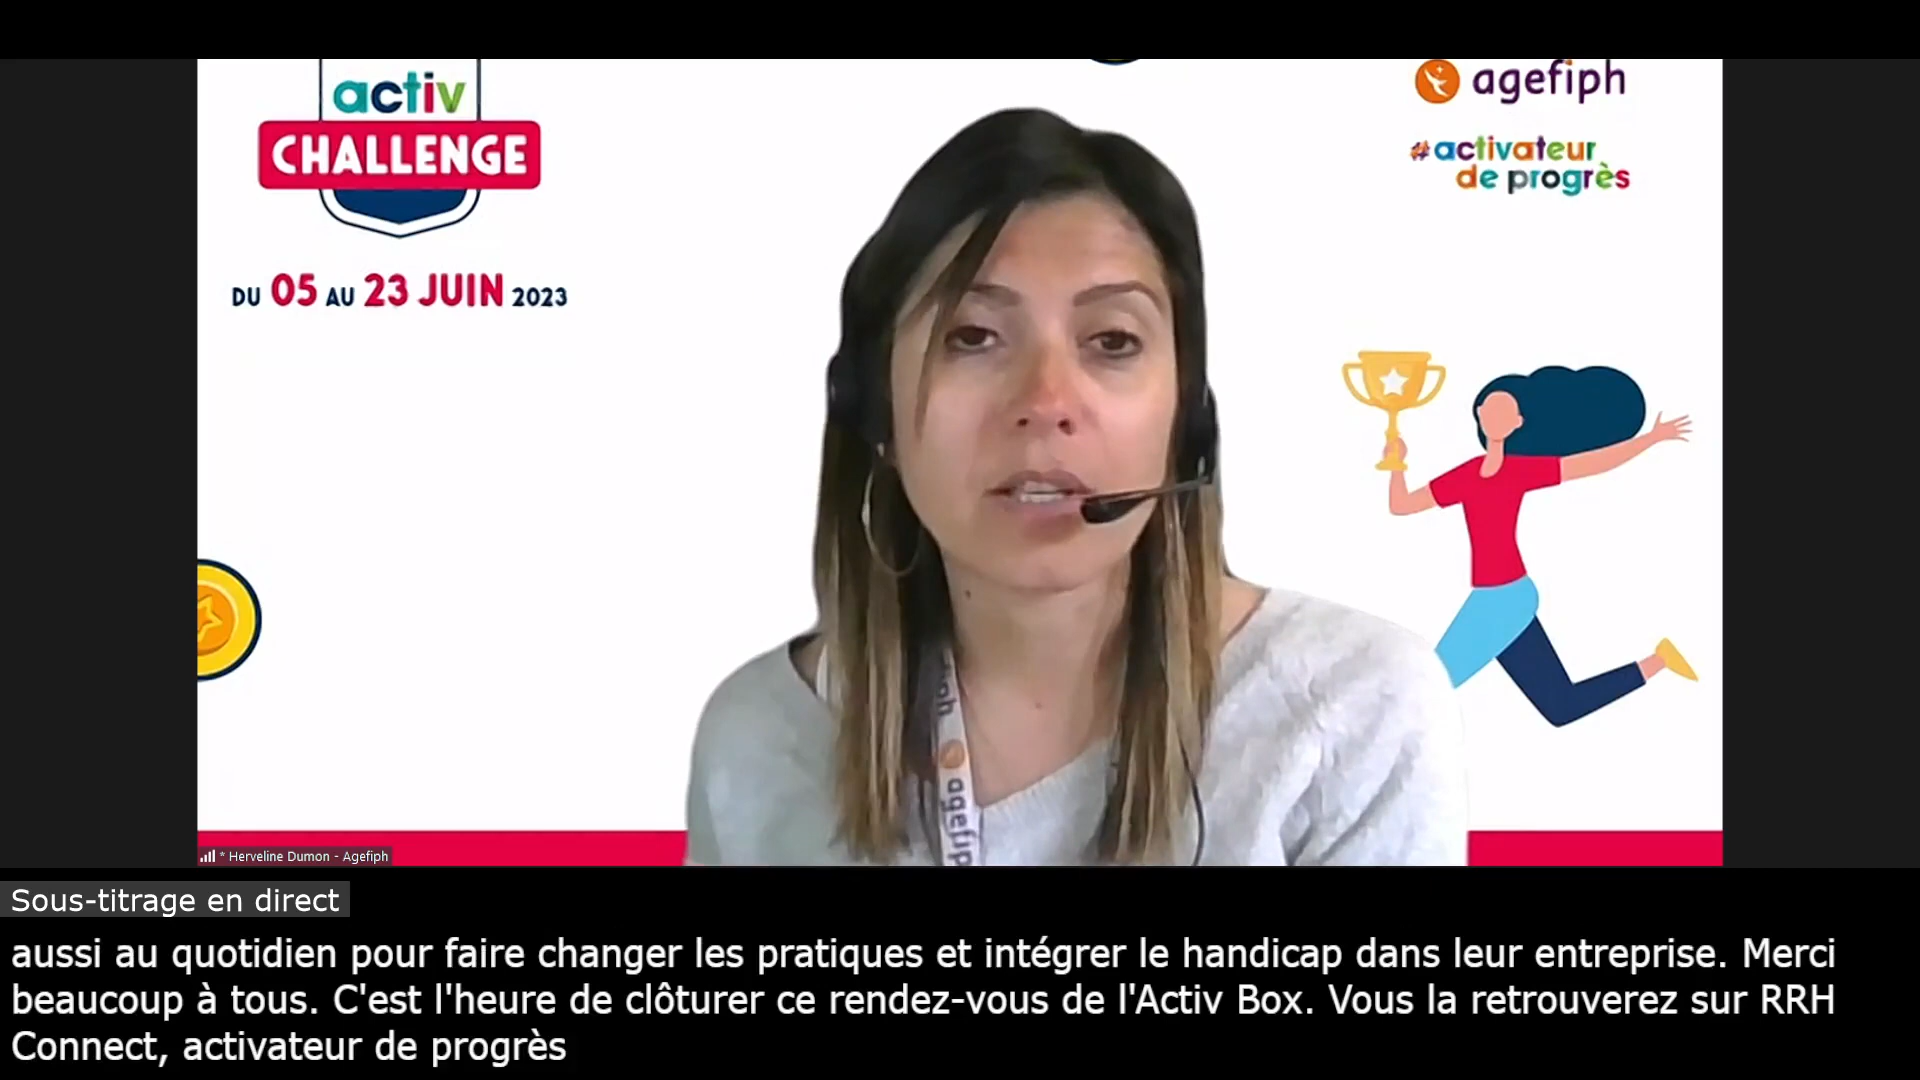 activ
CHALLENGE
DU 05 AU 23 JUIN 2023
agefiph
#activateur
de progrès
agefiph
* Herveline Dumon - Agefiph
Sous-titrage en direct
aussi au quotidien pour faire changer les pratiques et intégrer le handicap dans leur entreprise. Merci
beaucoup à tous. C'est l'heure de clôturer ce rendez-vous de l'Activ Box. Vous la retrouverez sur RRH
Connect, activateur de progrès